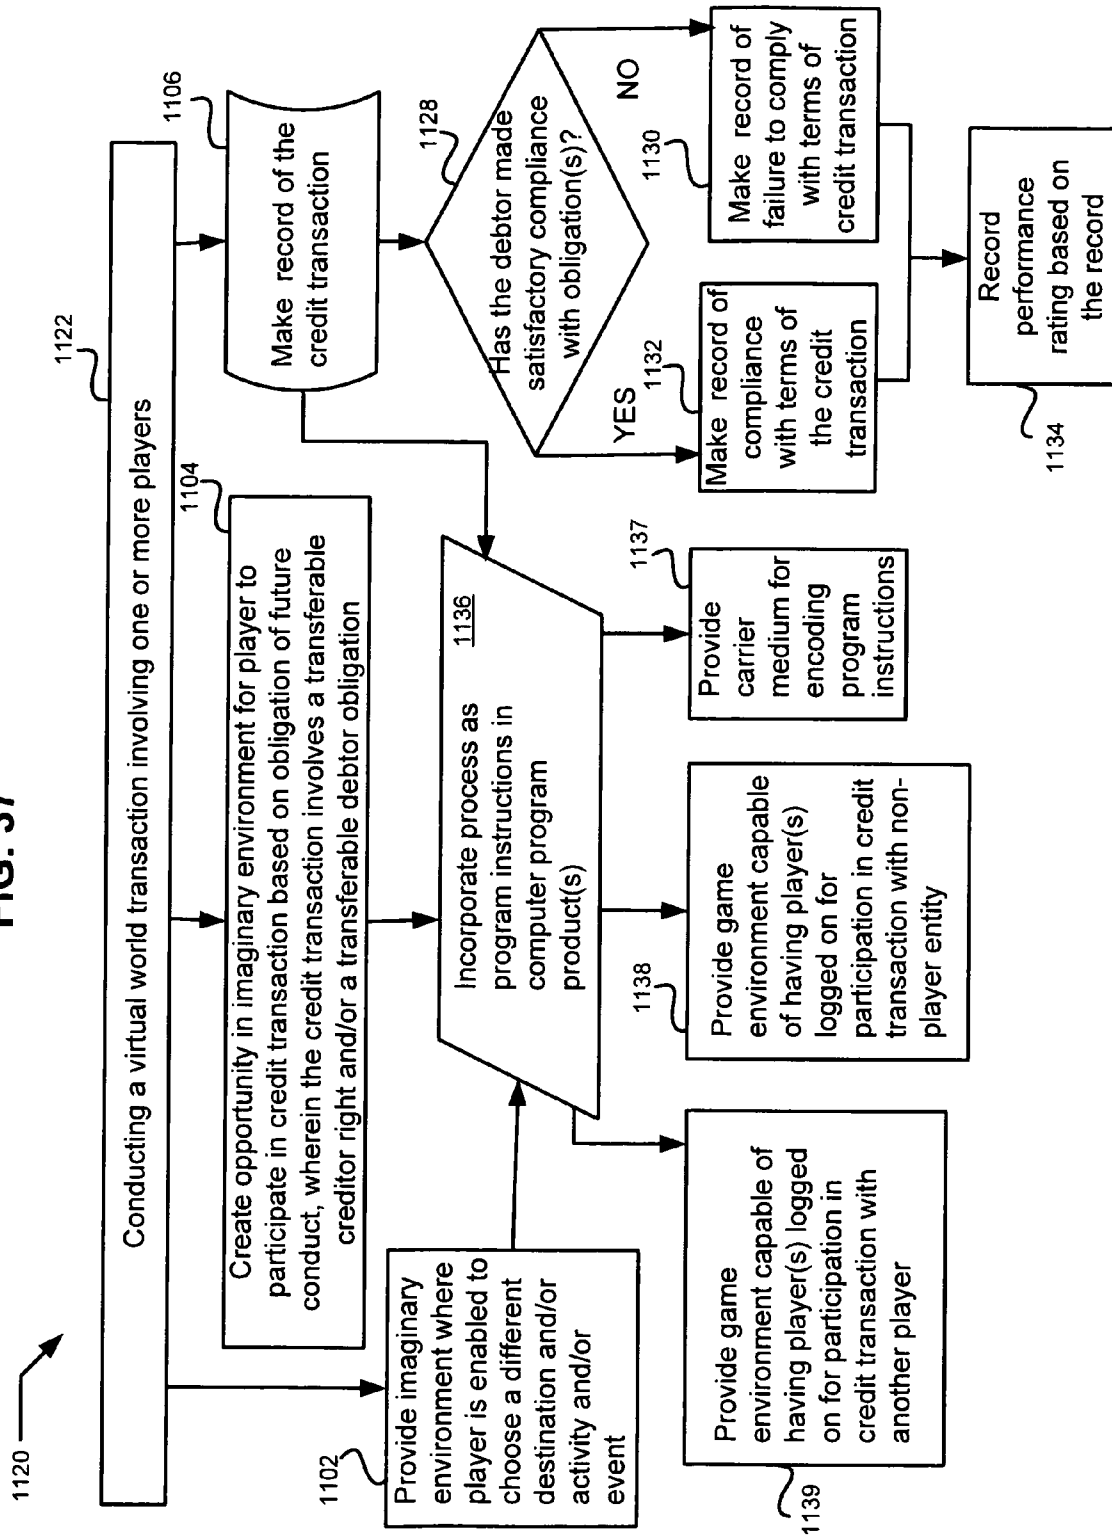 FIG. 37
1120
1122
Conducting a virtual world transaction involving one or more players
1102
Provide imaginary
environment where
player is enabled to
choose a different
destination and/or
activity and/or
event
1104
Create opportunity in imaginary environment for player to
participate in credit transaction based on obligation of future
conduct, wherein the credit transaction involves a transferable
creditor right and/or a transferable debtor obligation
1106
Make record of the
credit transaction
1128
Has the debtor made
satisfactory compliance
with obligation(s)?
YES
NO
1136
Incorporate process as
program instructions in
computer program
product(s)
1132
Make record of
compliance
with terms of
the credit
transaction
1130
Make record of
failure to comply
with terms of
credit transaction
1139
Provide game
environment capable of
having player(s) logged
on for participation in
credit transaction with
another player
1138
Provide game
environment capable
of having player(s)
logged on for
participation in credit
transaction with non-
player entity
1137
Provide
carrier
medium for
encoding
program
instructions
1134
Record
performance
rating based on
the record